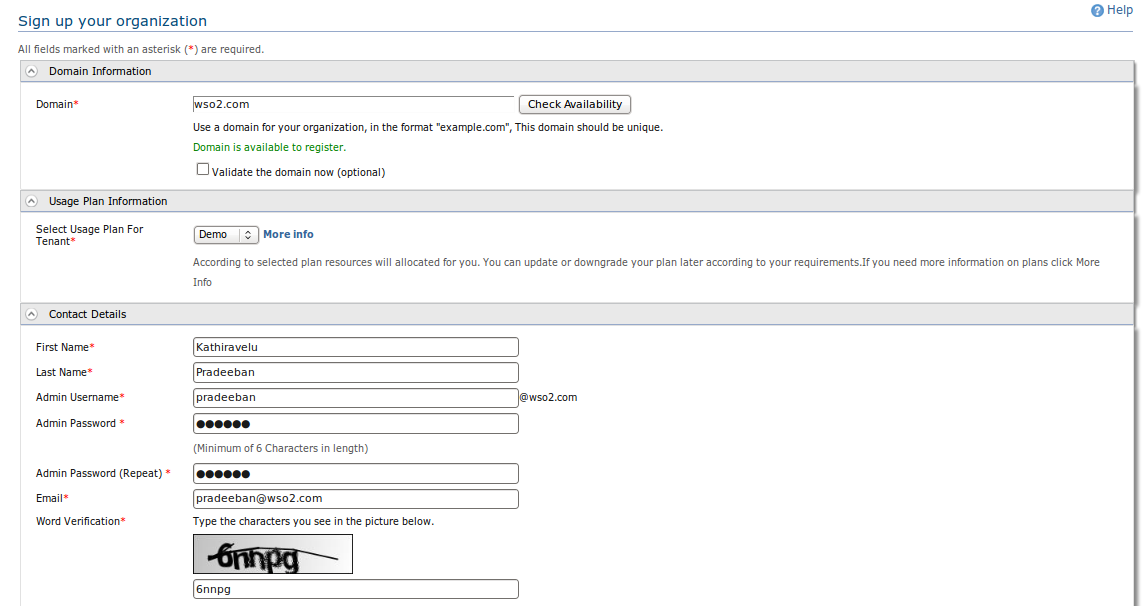 Help
Sign up your organization
All fields marked with an asterisk (*) are required.
Domain Information
Domain* wso2.com Check Availability
Use a domain for your organization, in the format "example.com", This domain should be unique.
Domain is available to register.
Validate the domain now (optional)
Usage Plan Information
Select Usage Plan For
Tenant*
Demo More info
According to selected plan resources will allocated for you. You can update or downgrade your plan later according to your requirements.If you need more information on plans click More
Info
Contact Details
First Name* Kathiravelu
Last Name* Pradeeban
Admin Username* pradeeban @wso2.com
Admin Password * ●●●●●●
(Minimum of 6 Characters in length)
Admin Password (Repeat) * ●●●●●●
Email* pradeeban@wso2.com
Word Verification* Type the characters you see in the picture below.
6nnpg
6nnpg